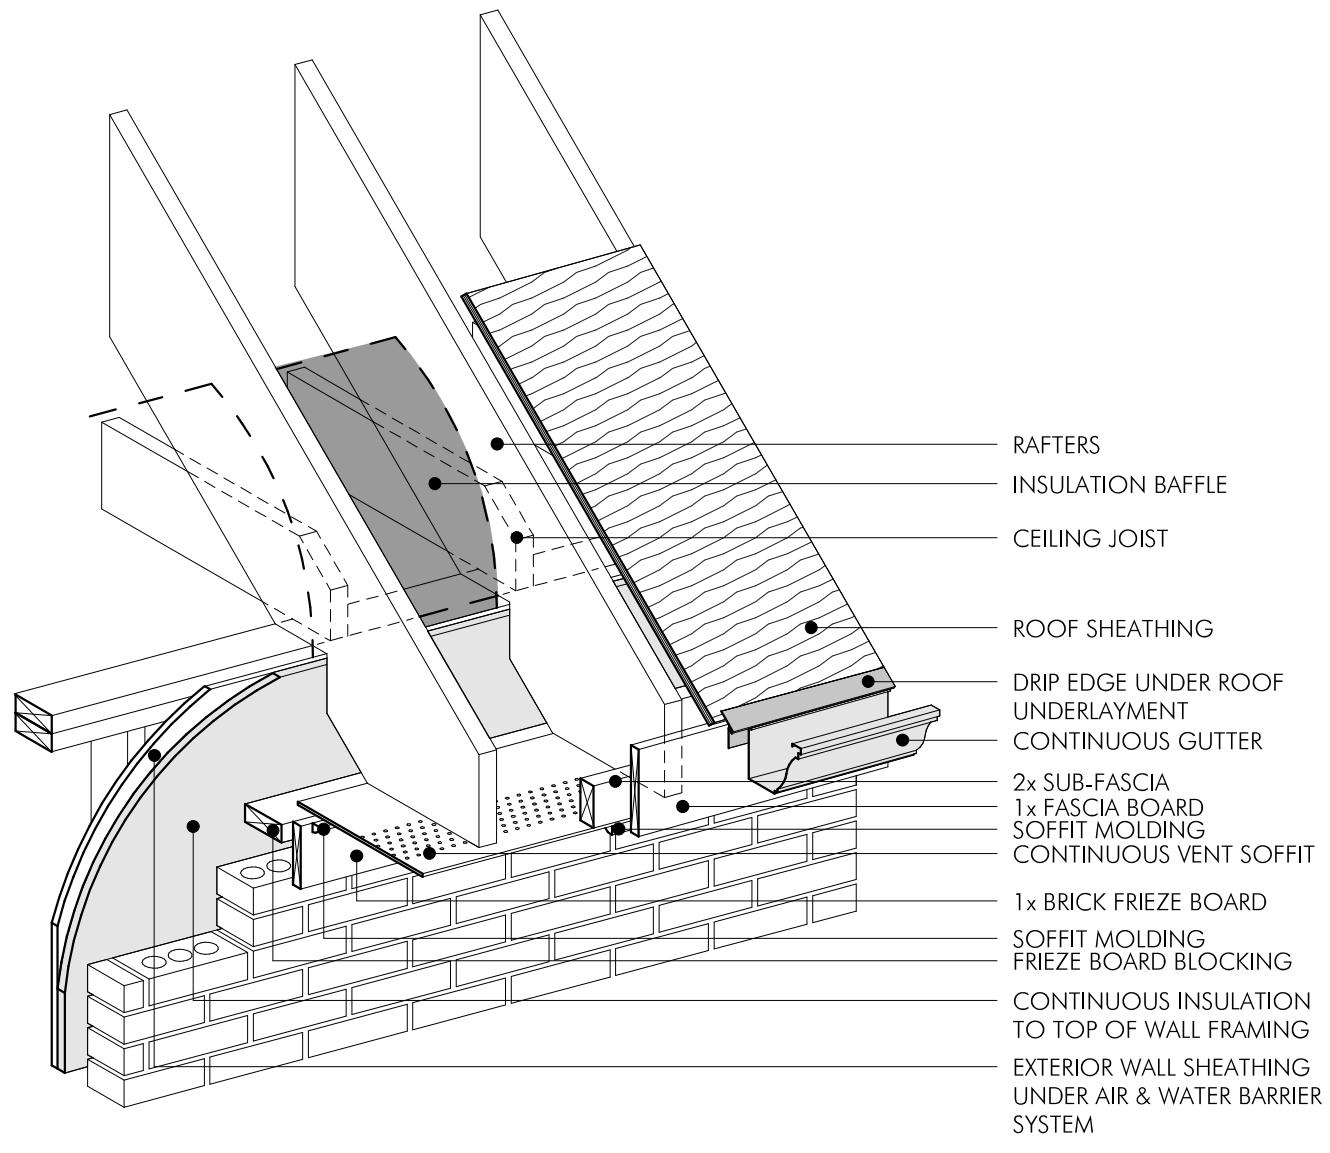 RAFTERS
INSULATION BAFFLE
CEILING JOIST
ROOF SHEATHING
DRIP EDGE UNDER ROOF
UNDERLAYMENT
CONTINUOUS GUTTER
2x SUB-FASCIA
1x FASCIA BOARD
SOFFIT MOLDING
CONTINUOUS VENT SOFFIT
1x BRICK FRIEZE BOARD
SOFFIT MOLDING
FRIEZE BOARD BLOCKING
CONTINUOUS INSULATION
TO TOP OF WALL FRAMING
EXTERIOR WALL SHEATHING
UNDER AIR & WATER BARRIER
SYSTEM